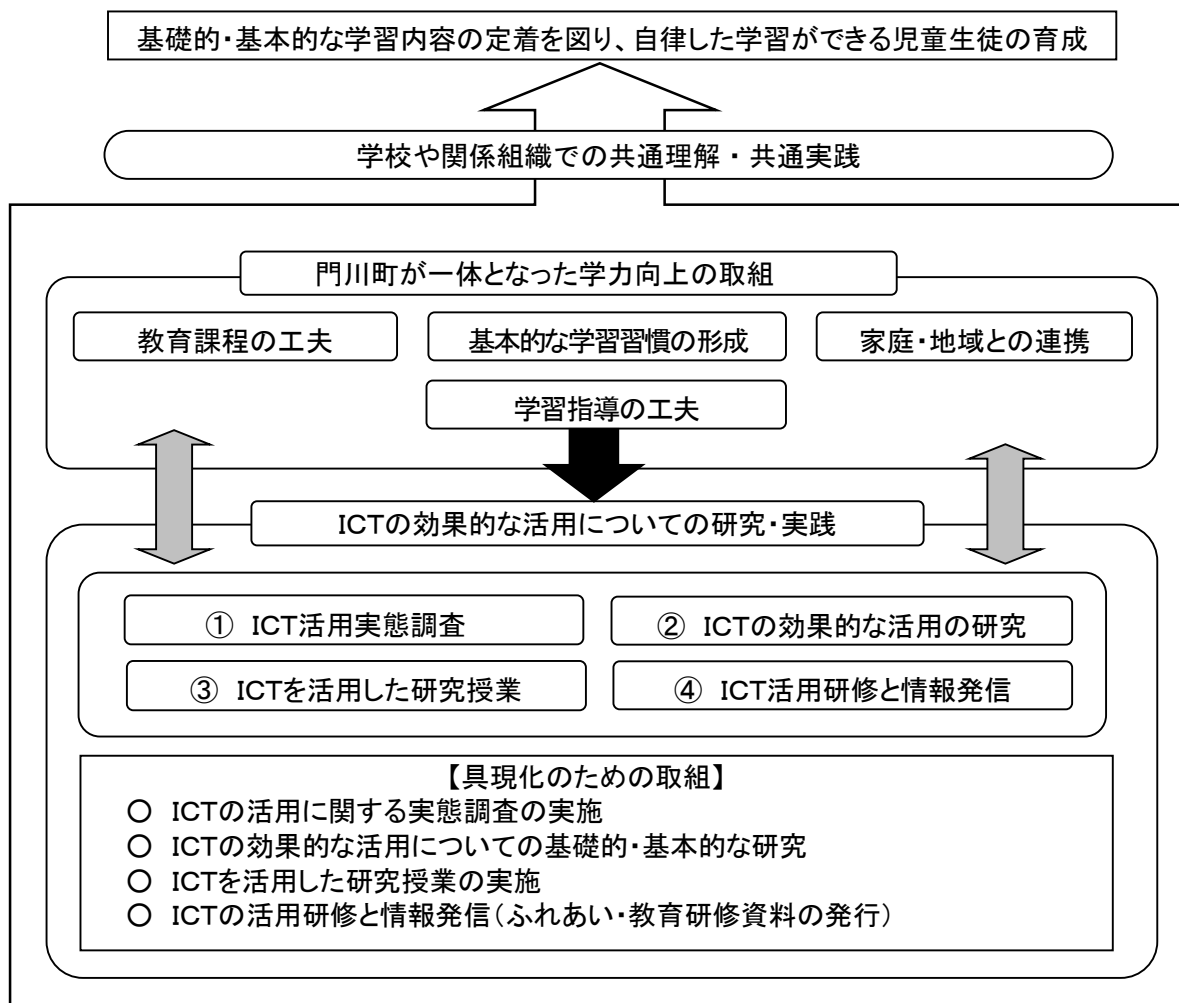 基礎的・基本的な学習内容の定着を図り、自律した学習ができる児童生徒の育成
学校や関係組織での共通理解・共通実践
門川町が一体となった学力向上の取組
教育課程の工夫
基本的な学習習慣の形成
家庭・地域との連携
学習指導の工夫
ICTの効果的な活用についての研究・実践
① ICT活用実態調査
② ICTの効果的な活用の研究
③ ICTを活用した研究授業
④ ICT活用研修と情報発信
【具現化のための取組】
○ ICTの活用に関する実態調査の実施
○ ICTの効果的な活用についての基礎的・基本的な研究
○ ICTを活用した研究授業の実施
○ ICTの活用研修と情報発信(ふれあい・教育研修資料の発行)